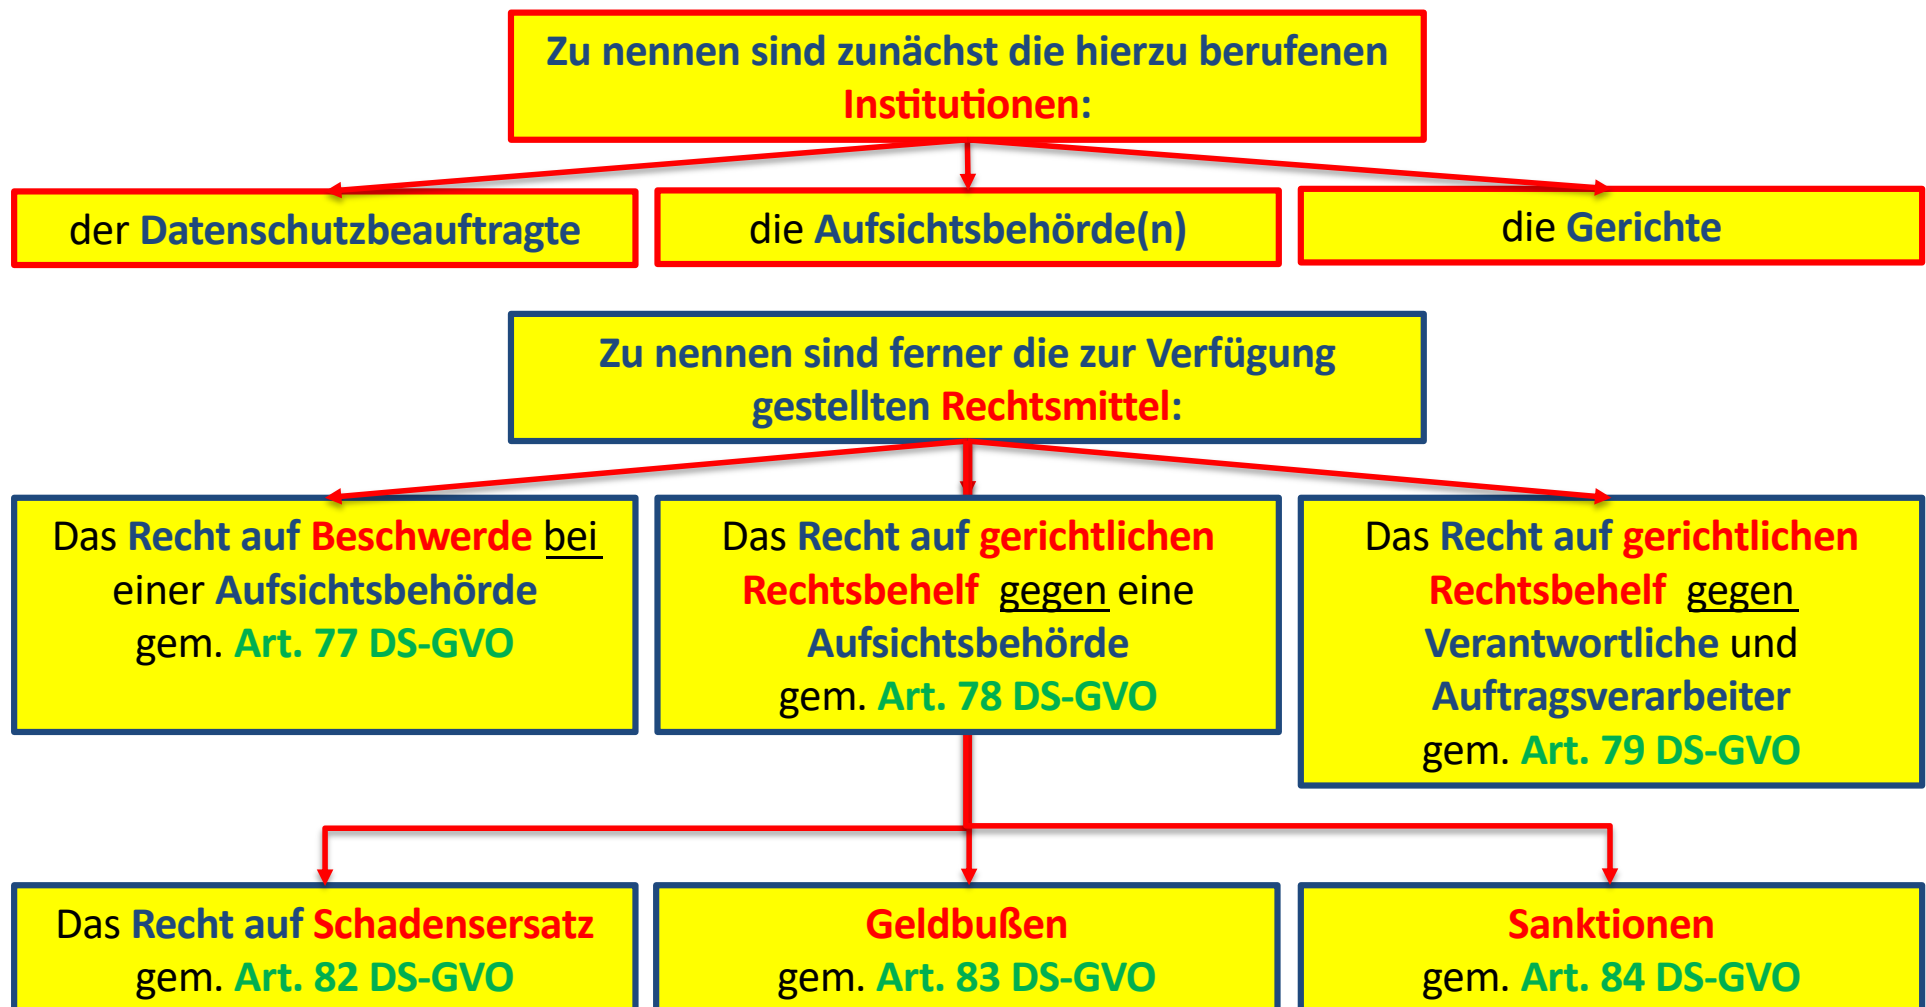 Zu nennen sind zunächst die hierzu berufenen
Institutionen:
der Datenschutzbeauftragte
die Aufsichtsbehörde(n)
die Gerichte
Zu nennen sind ferner die zur Verfügung
gestellten Rechtsmittel:
Das Recht auf Beschwerde bei
einer Aufsichtsbehörde
gem. Art. 77 DS-GVO
Das Recht auf gerichtlichen
Rechtsbehelf gegen eine
Aufsichtsbehörde
gem. Art. 78 DS-GVO
Das Recht auf gerichtlichen
Rechtsbehelf gegen
Verantwortliche und
Auftragsverarbeiter
gem. Art. 79 DS-GVO
Das Recht auf Schadensersatz
gem. Art. 82 DS-GVO
Geldbußen
gem. Art. 83 DS-GVO
Sanktionen
gem. Art. 84 DS-GVO